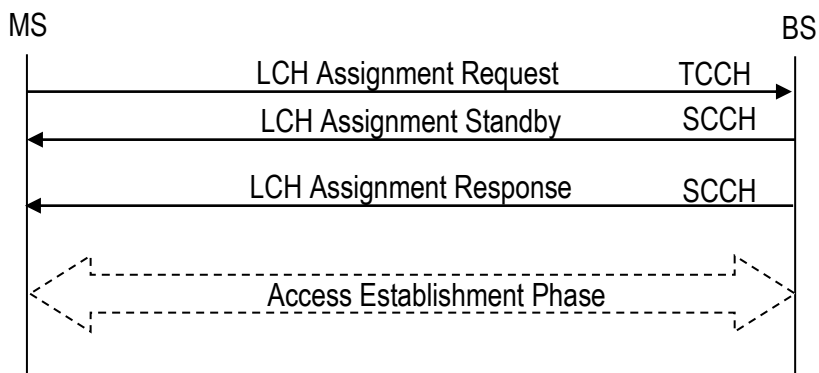 MS BS
LCH Assignment Request TCCH
LCH Assignment Standby SCCH
LCH Assignment Response SCCH
Access Establishment Phase